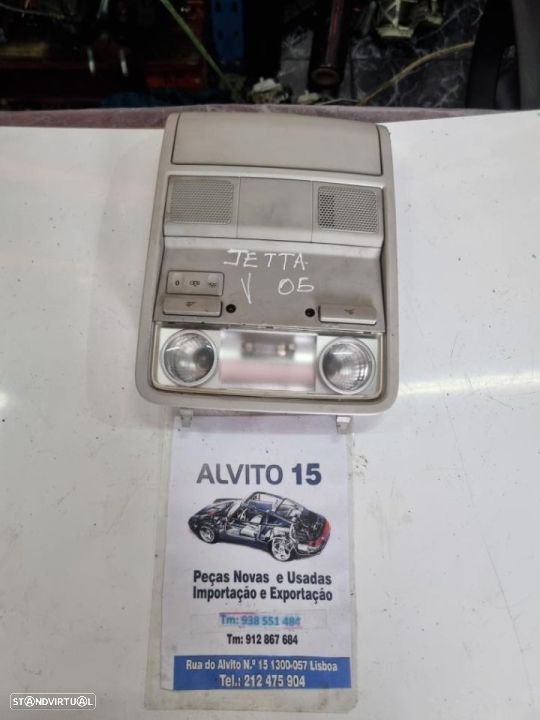 JETTA
V 05
0
ALVITO 15
Peças Novas e Usadas
Importação e Exportação
Tm: 938 551 484
Tm: 912 867 684
Rua do Alvito N.º 15 1300-057 Lisboa
Tel.: 212 475 904
STANDVIRTUAL